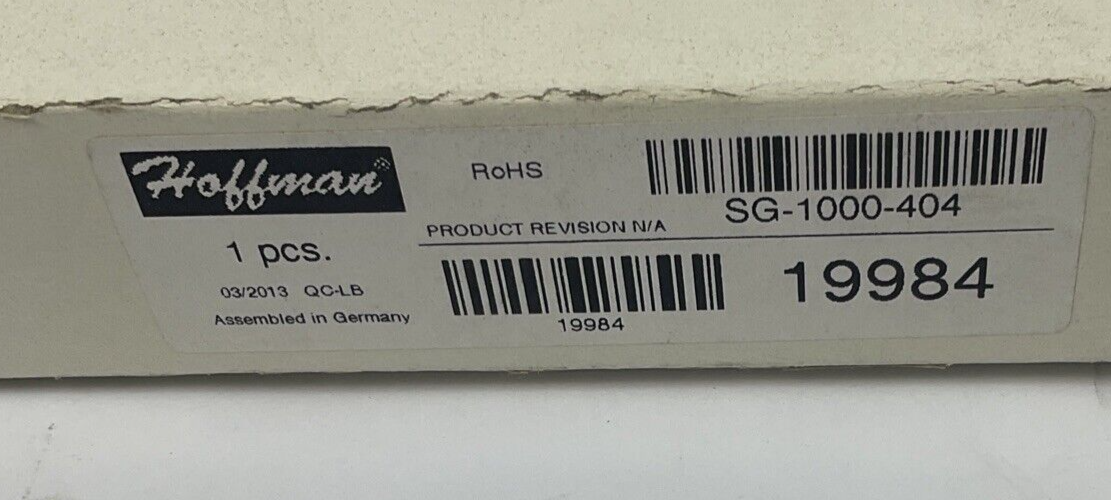 Hoffman®
RoHS
SG-1000-404
PRODUCT REVISION N/A
1 pcs.
03/2013 QC-LB
Assembled in Germany
19984
19984